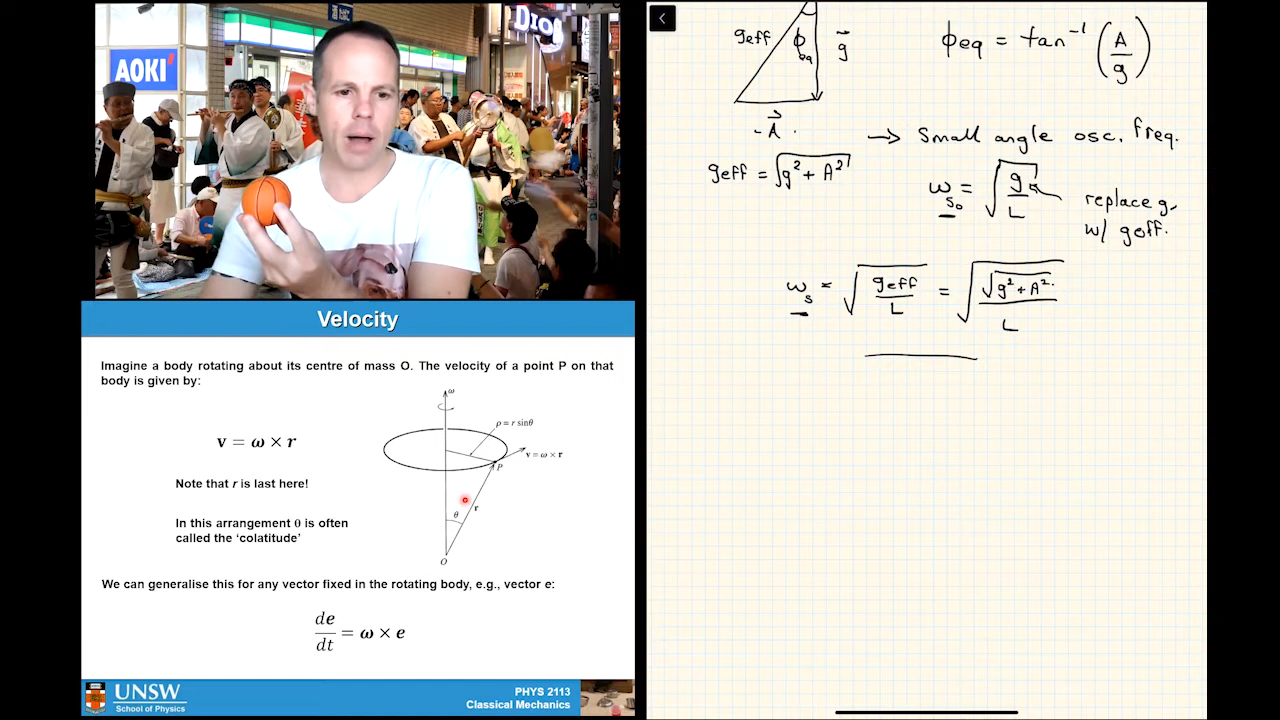 AOKI
Velocity
Imagine a body rotating about its centre of mass O. The velocity of a point P on that
body is given by:
v = ω × r
Note that r is last here!
In this arrangement θ is often
called the ‘colatitude’
ω
ρ = r sinθ
v = ω × r
P
r
θ
O
We can generalise this for any vector fixed in the rotating body, e.g., vector e:
de/dt = ω × e
UNSW
School of Physics
PHYS 2113
Classical Mechanics
geff ϕeq g⃗
ϕeq = tan⁻¹ (A/g)
-A⃗ .
→ Small angle osc. freq.
geff = √(g² + A²)
ωs₀ = √(g/L)
replace g
w/ geff.
ωs = √(geff/L) = √(√(g² + A²)/L)